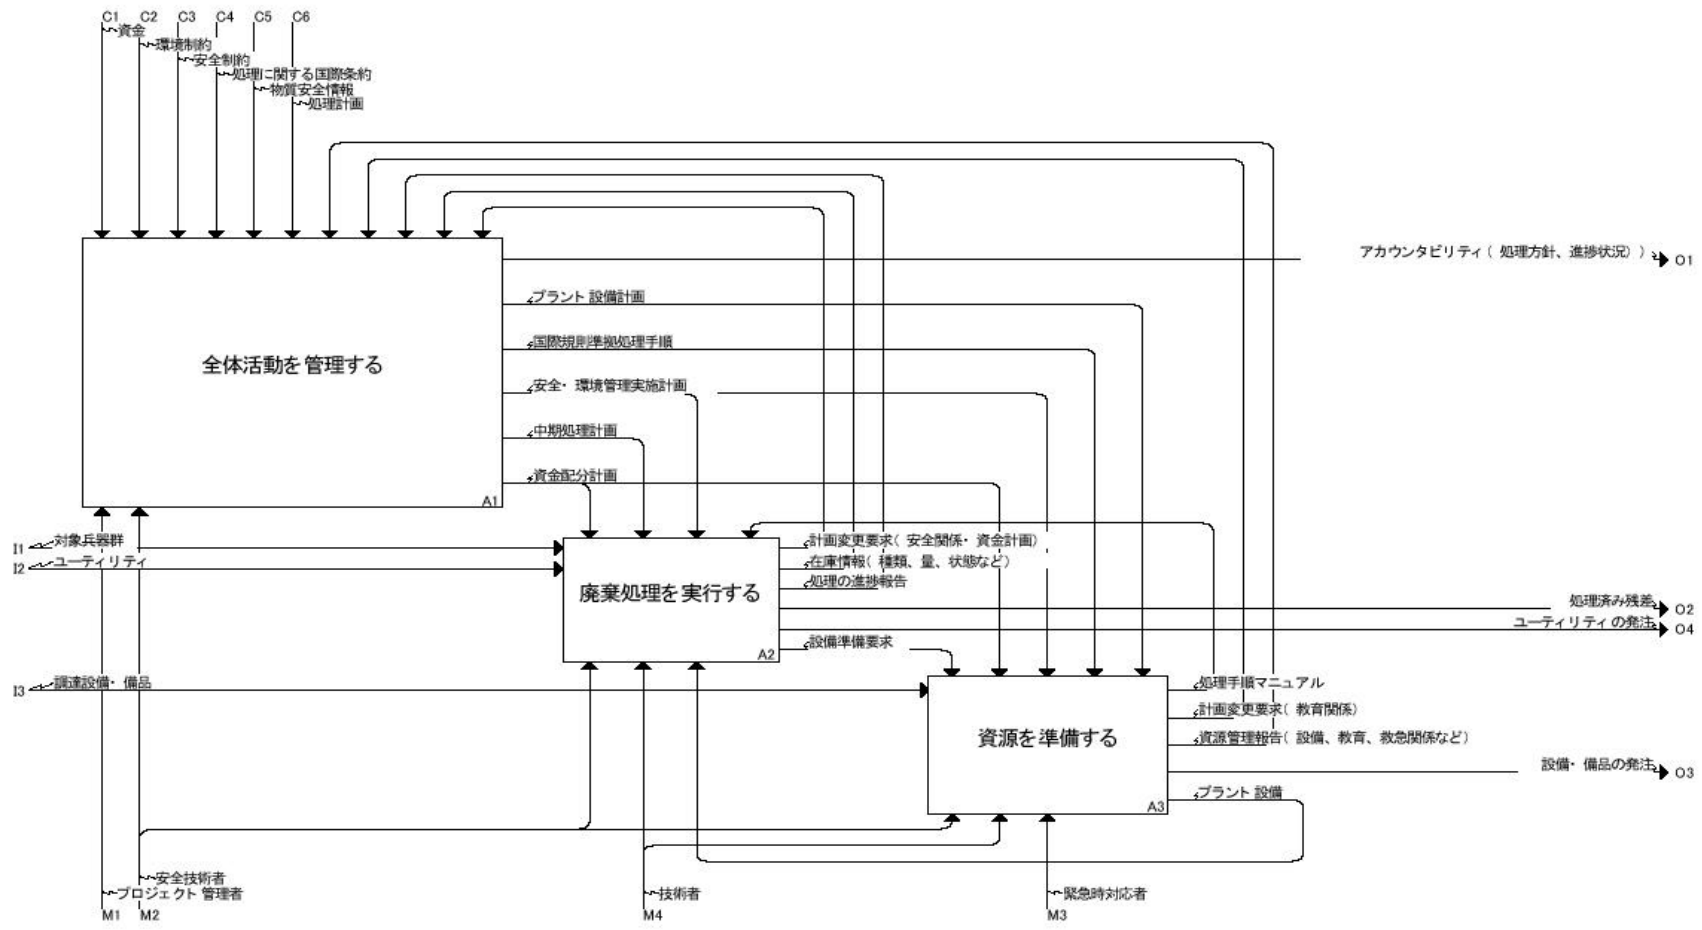 C1 C2 C3 C4 C5 C6
資金
環境制約
安全制約
処理に関する国際条約
物質安全情報
処理計画
アカウンタビリティ( 処理方針、進捗状況) ) O1
プラント 設備計画
国際規則準拠処理手順
全体活動を管理する
安全・ 環境管理実施計画
中期処理計画
資金配分計画
A1
I1 対象兵器群
計画変更要求( 安全関係・ 資金計画)
I2 ユーティリティ
在庫情報( 種類、量、状態など)
処理の進捗報告
廃棄処理を実行する
処理済み残差 O2
ユーティリティの発注 O4
設備準備要求
A2
I3 調達設備・ 備品
処理手順マニュアル
計画変更要求( 教育関係)
資源を準備する
資源管理報告( 設備、教育、救急関係など)
設備・ 備品の発注 O3
プラント 設備
A3
安全技術者
プロジェクト 管理者
技術者
緊急時対応者
M1 M2 M4 M3